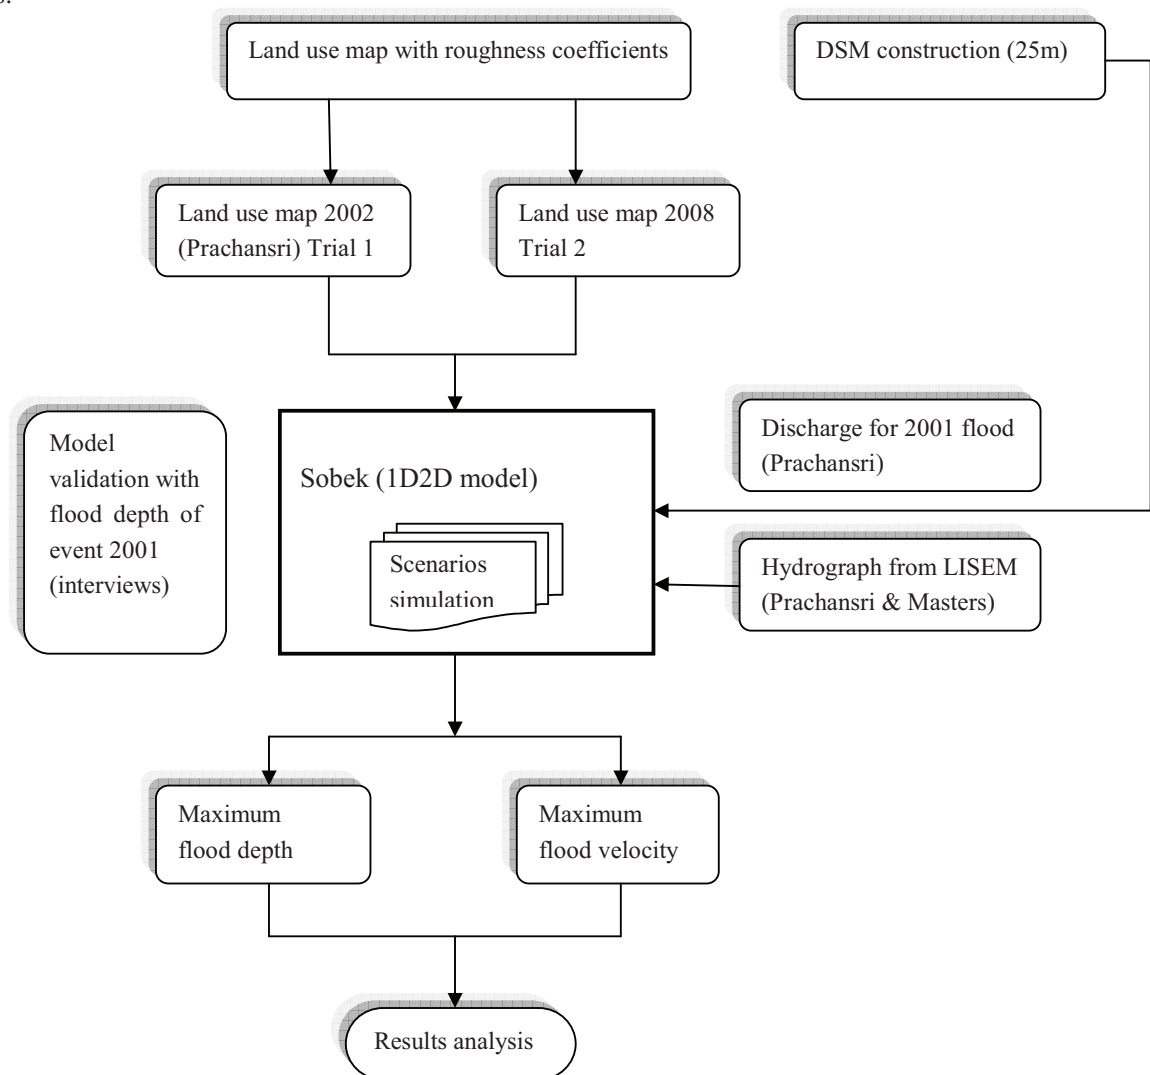 Land use map with roughness coefficients
DSM construction (25m)
Land use map 2002
(Prachansri) Trial 1
Land use map 2008
Trial 2
Model
validation with
flood depth of
event 2001
(interviews)
Sobek (1D2D model)
Scenarios
simulation
Discharge for 2001 flood
(Prachansri)
Hydrograph from LISEM
(Prachansri & Masters)
Maximum
flood depth
Maximum
flood velocity
Results analysis